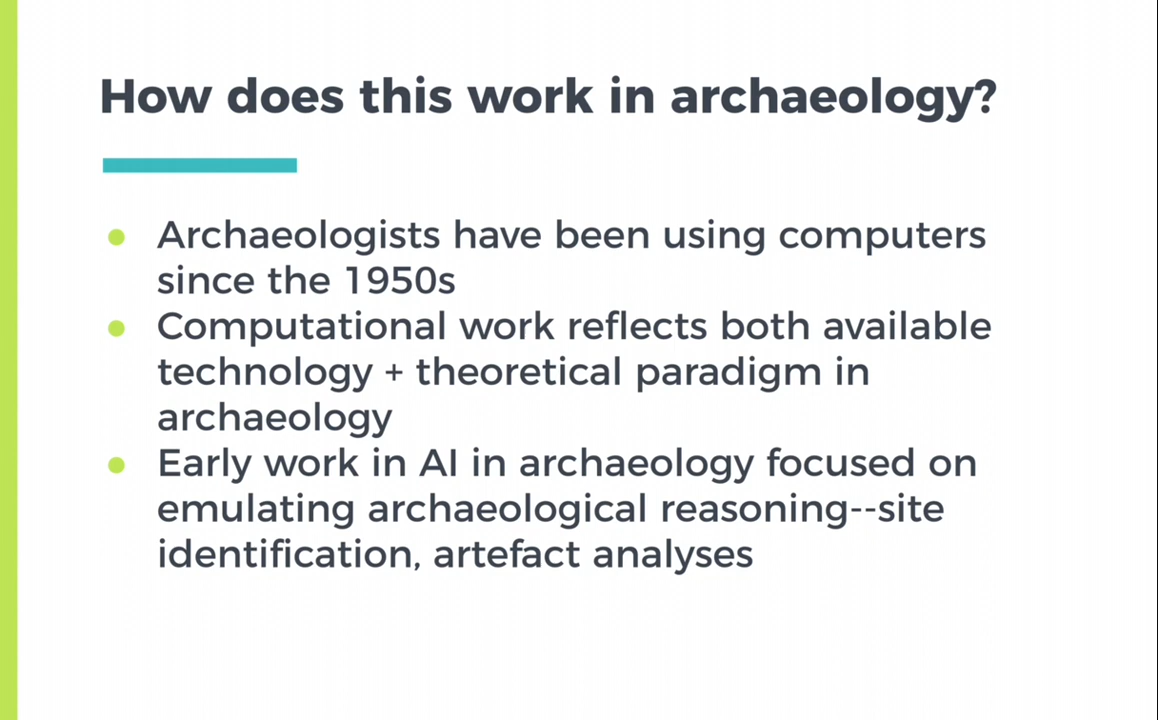 How does this work in archaeology?
● Archaeologists have been using computers
since the 1950s
● Computational work reflects both available
technology + theoretical paradigm in
archaeology
● Early work in AI in archaeology focused on
emulating archaeological reasoning--site
identification, artefact analyses